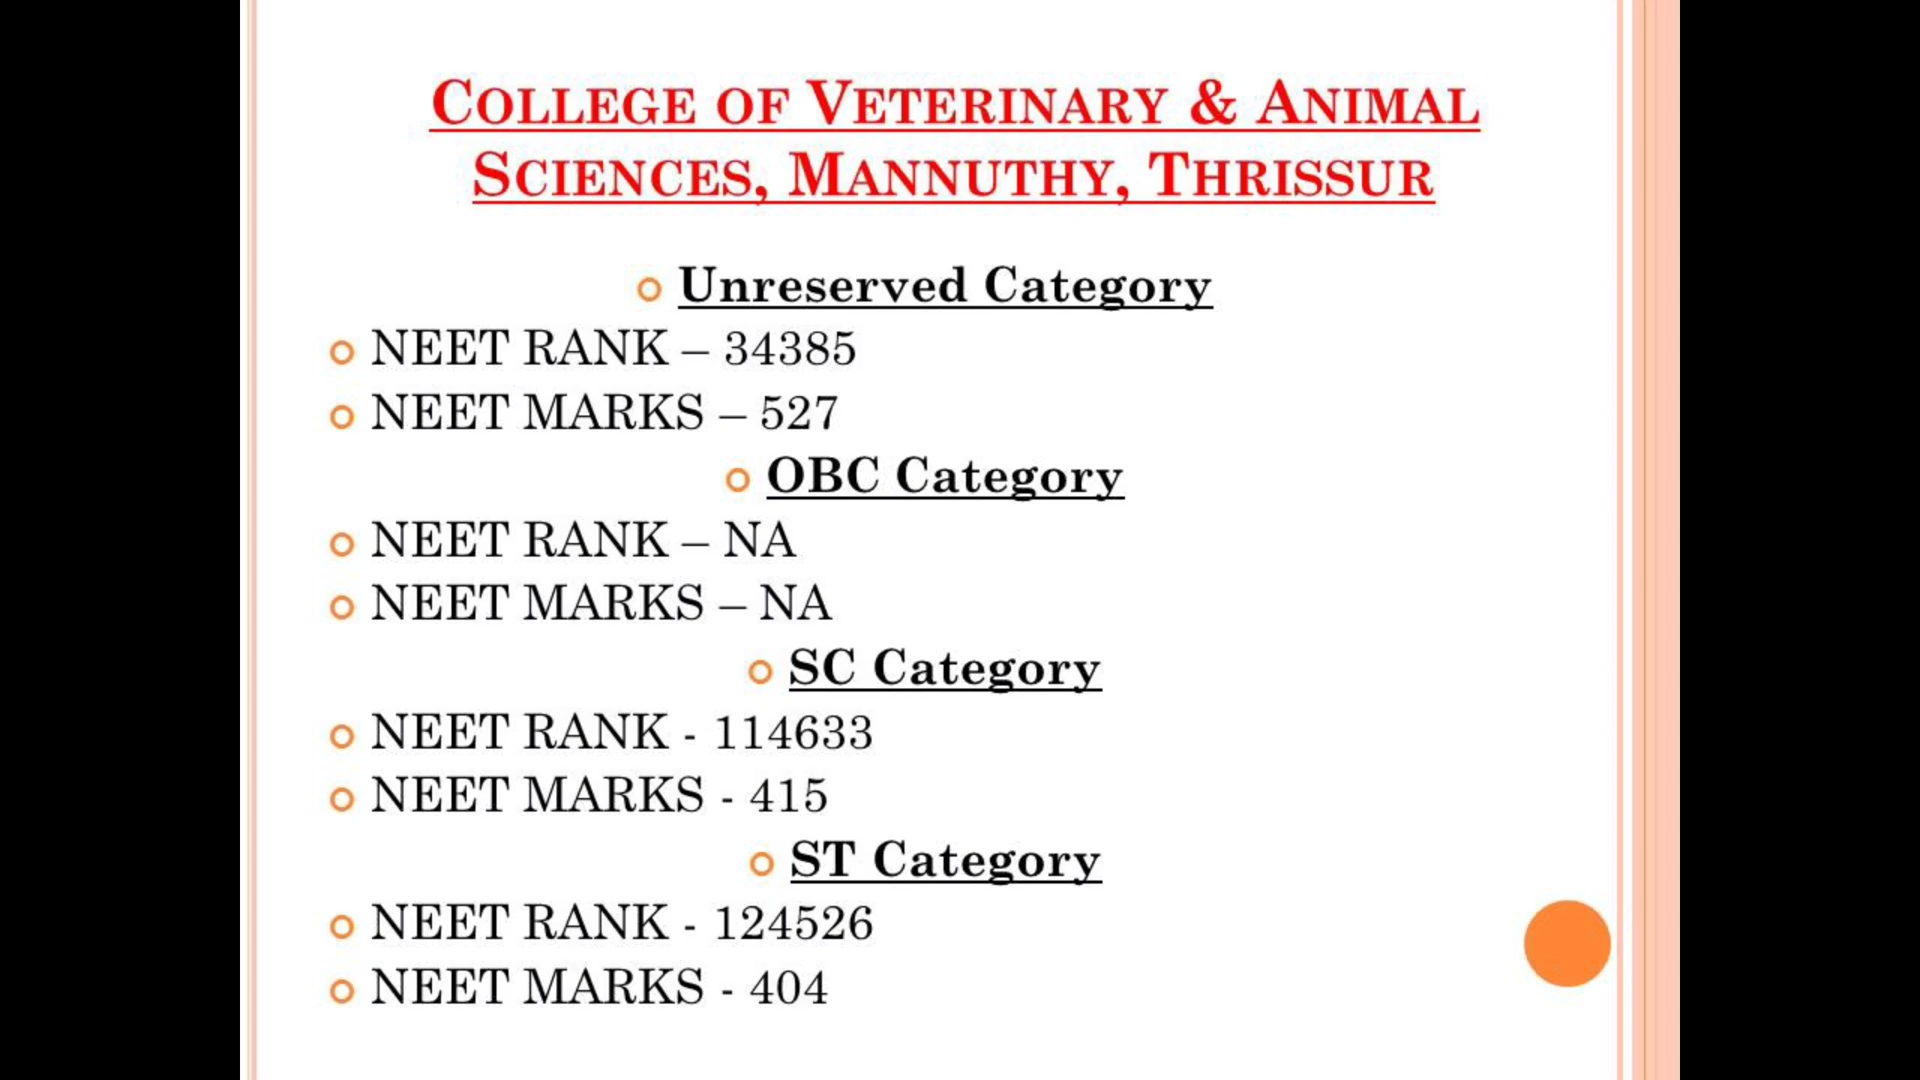 COLLEGE OF VETERINARY & ANIMAL
SCIENCES, MANNUTHY, THRISSUR
Unreserved Category
NEET RANK – 34385
NEET MARKS – 527
OBC Category
NEET RANK – NA
NEET MARKS – NA
SC Category
NEET RANK - 114633
NEET MARKS - 415
ST Category
NEET RANK - 124526
NEET MARKS - 404